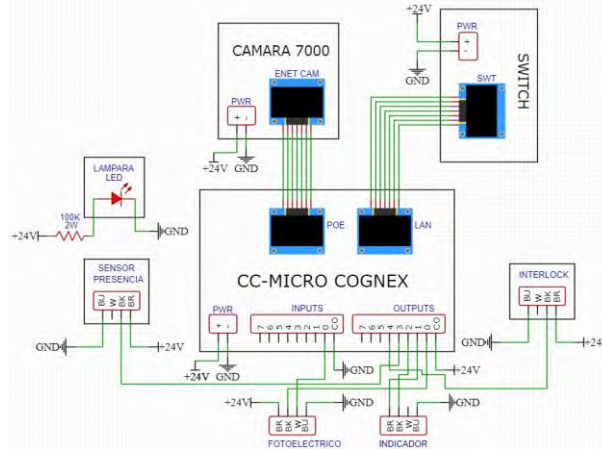 +24V
PWR
+
-
GND
SWT
SWITCH
CAMARA 7000
ENET CAM
PWR
+ -
+24V
GND
LAMPARA
LED
100K
2W
+24V
GND
POE
LAN
CC-MICRO COGNEX
PWR
+ -
INPUTS
7 6 5 4 3 2 1 0 CO
OUTPUTS
7 6 5 4 3 2 1 0 CO
SENSOR
PRESENCIA
BU W BK BR
GND
+24V
INTERLOCK
BU W BK BR
GND
+24
+24V
GND
GND
+24V
+24V
GND
GND
BR BK W BU
FOTOELECTRICO
BR BK W BU
INDICADOR